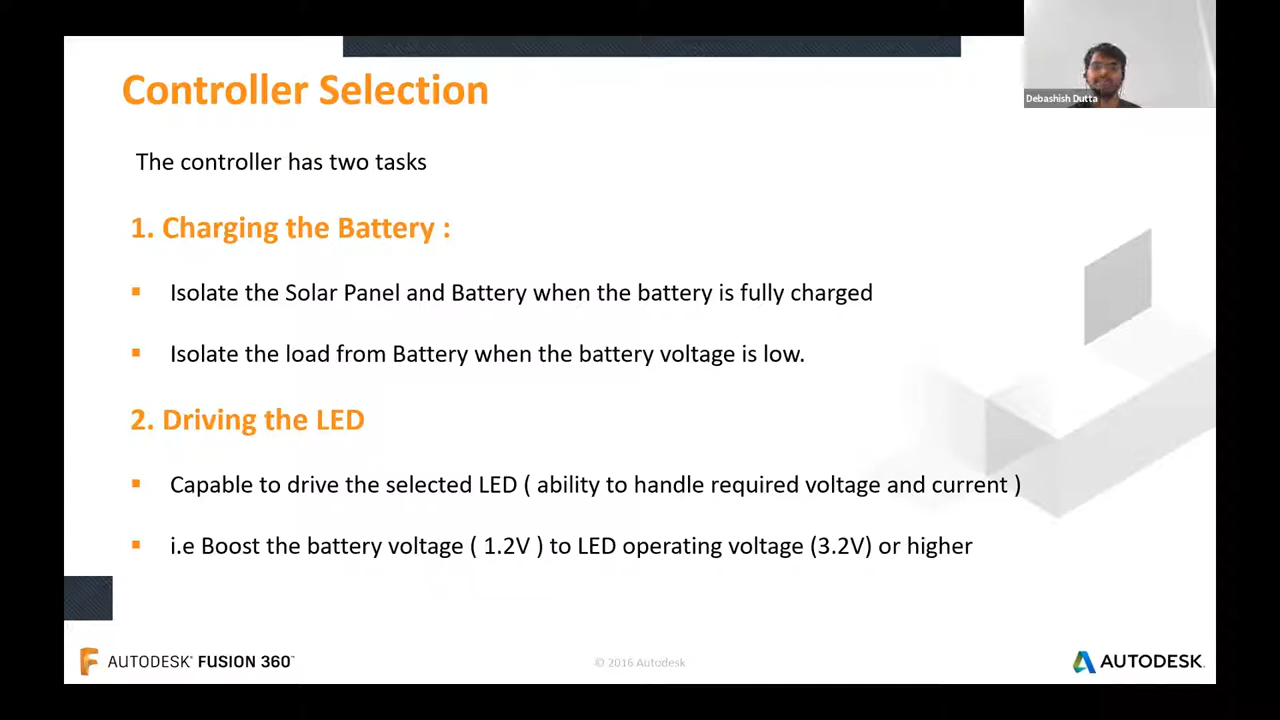 Controller Selection
Debashish Dutta
The controller has two tasks
1. Charging the Battery :
▪ Isolate the Solar Panel and Battery when the battery is fully charged
▪ Isolate the load from Battery when the battery voltage is low.
2. Driving the LED
▪ Capable to drive the selected LED ( ability to handle required voltage and current )
▪ i.e Boost the battery voltage ( 1.2V ) to LED operating voltage (3.2V) or higher
AUTODESK® FUSION 360™
© 2016 Autodesk
AUTODESK.